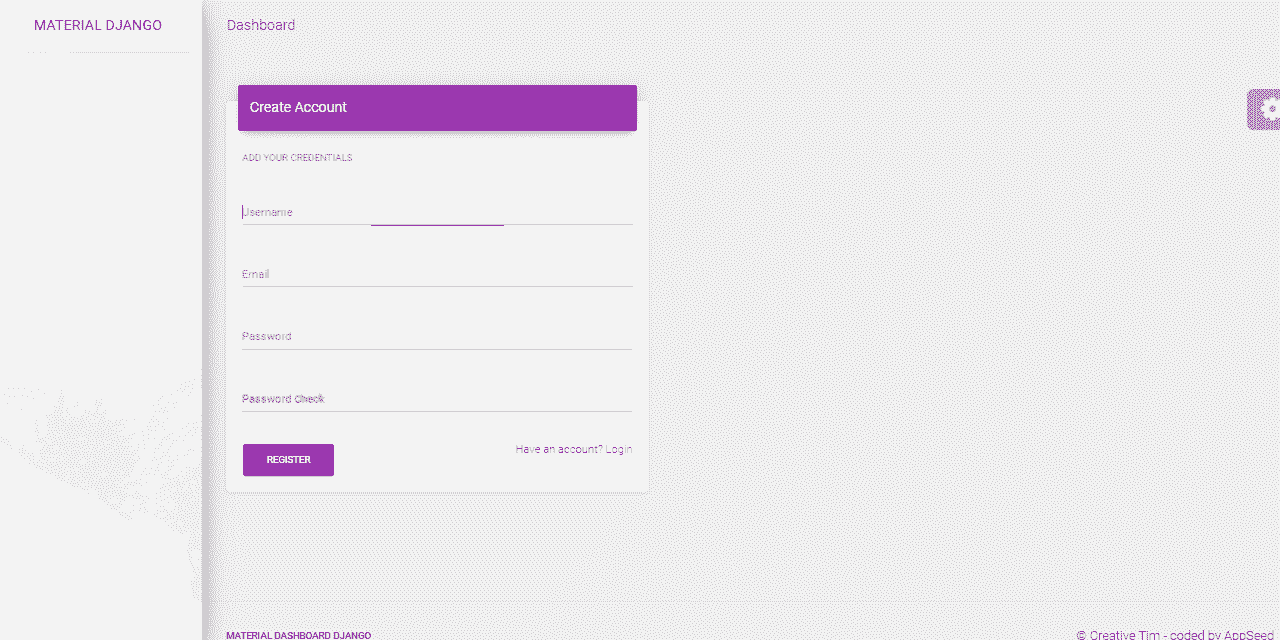 MATERIAL DJANGO
Dashboard
Create Account
ADD YOUR CREDENTIALS
Username
Email
Password
Password check
REGISTER
Have an account? Login
MATERIAL DASHBOARD DJANGO
© Creative Tim - coded by AppSeed